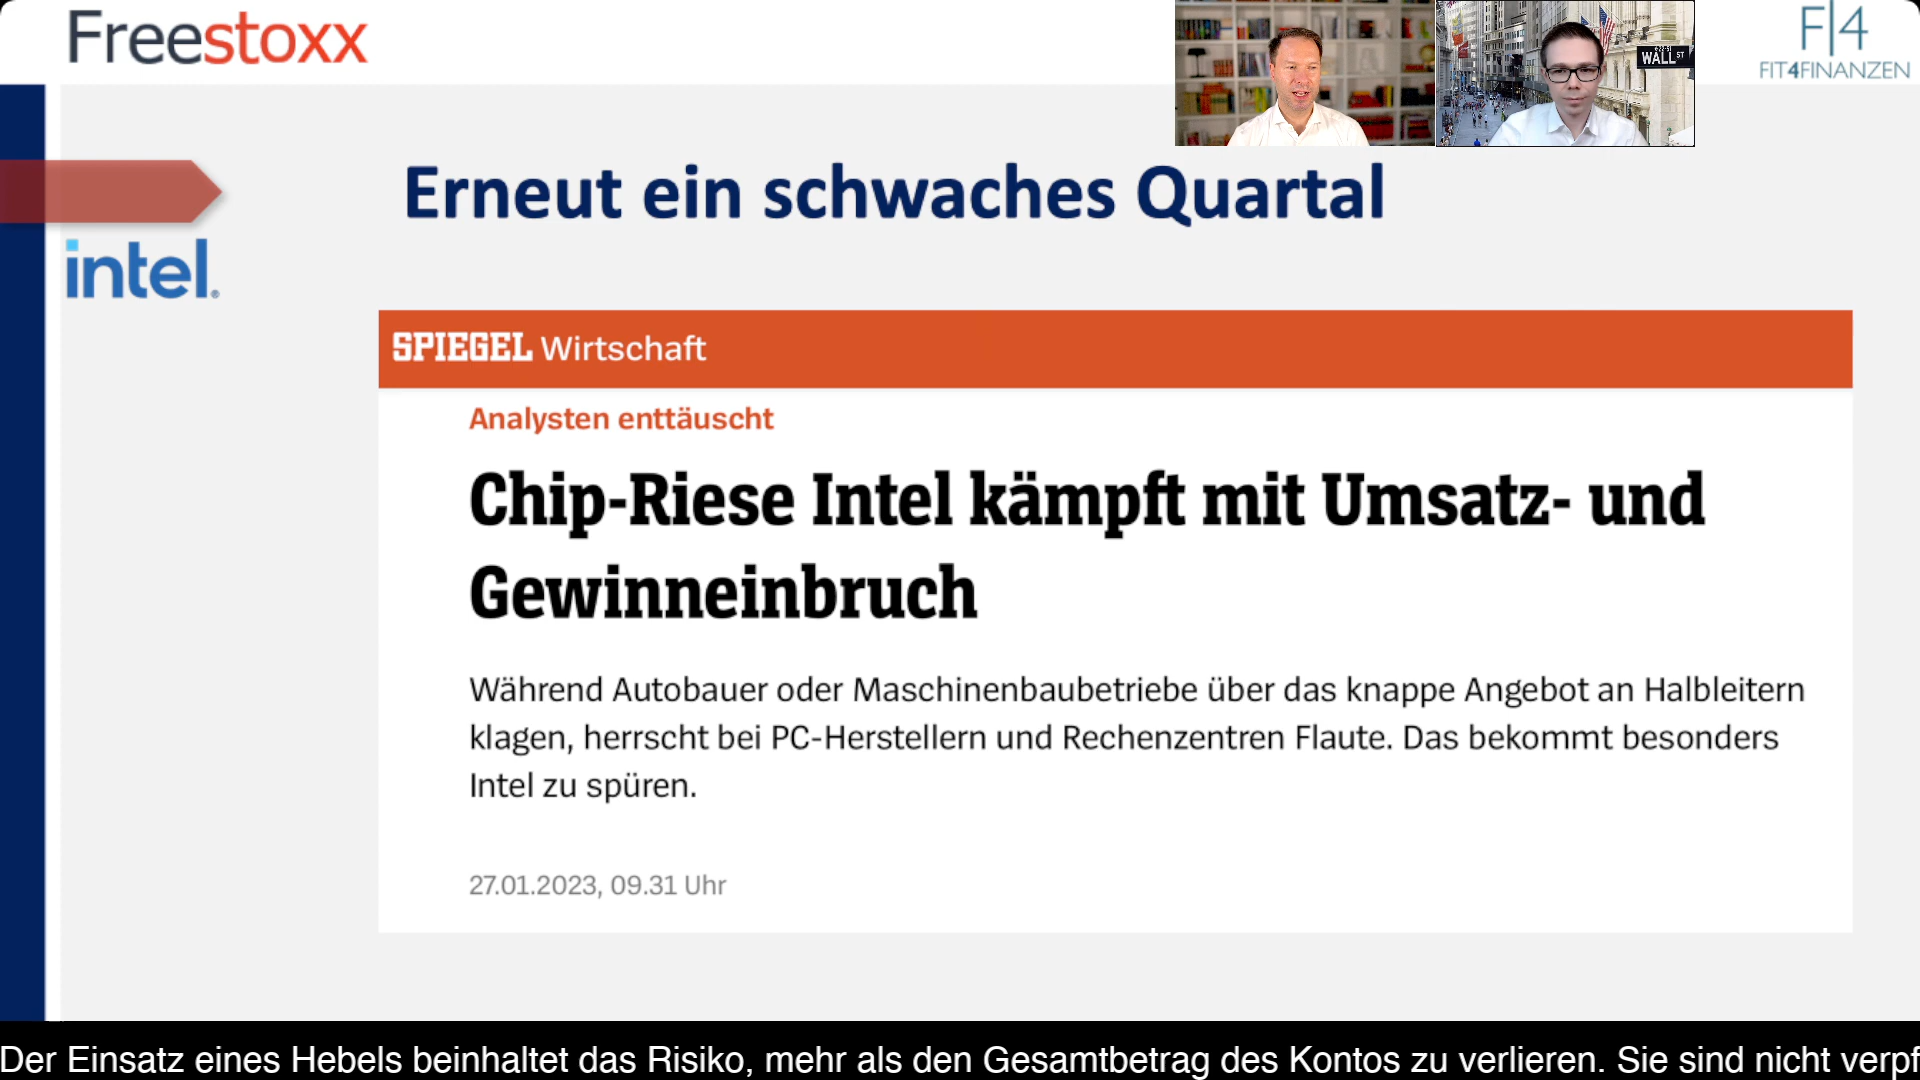 Freestoxx
WALL ST
F|4
FIT4FINANZEN
Erneut ein schwaches Quartal
intel.
SPIEGEL Wirtschaft
Analysten enttäuscht
Chip-Riese Intel kämpft mit Umsatz- und
Gewinneinbruch
Während Autobauer oder Maschinenbaubetriebe über das knappe Angebot an Halbleitern
klagen, herrscht bei PC-Herstellern und Rechenzentren Flaute. Das bekommt besonders
Intel zu spüren.
27.01.2023, 09.31 Uhr
Der Einsatz eines Hebels beinhaltet das Risiko, mehr als den Gesamtbetrag des Kontos zu verlieren. Sie sind nicht verpf